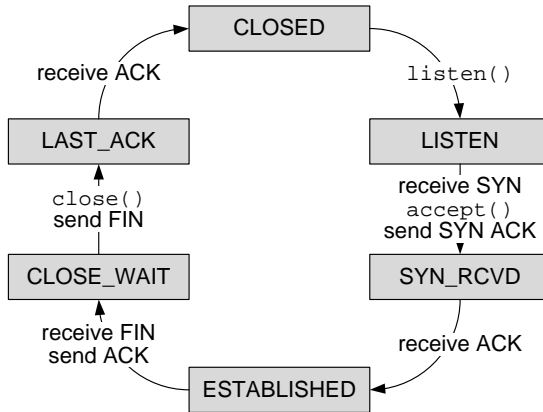 CLOSED
listen()
LISTEN
receive SYN
accept()
send SYN ACK
SYN_RCVD
receive ACK
ESTABLISHED
receive FIN
send ACK
CLOSE_WAIT
close()
send FIN
LAST_ACK
receive ACK